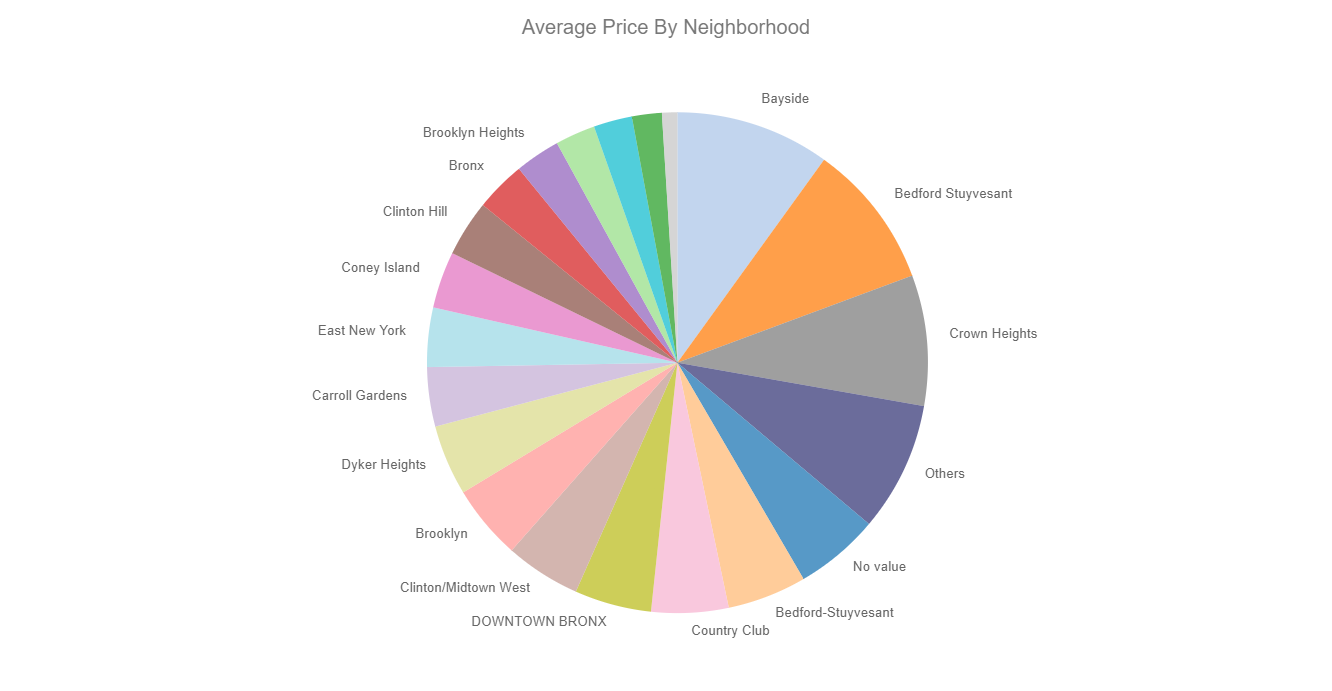 Average Price By Neighborhood
Bayside
Bedford Stuyvesant
Crown Heights
Others
No value
Bedford-Stuyvesant
Country Club
DOWNTOWN BRONX
Clinton/Midtown West
Brooklyn
Dyker Heights
Carroll Gardens
East New York
Coney Island
Clinton Hill
Bronx
Brooklyn Heights